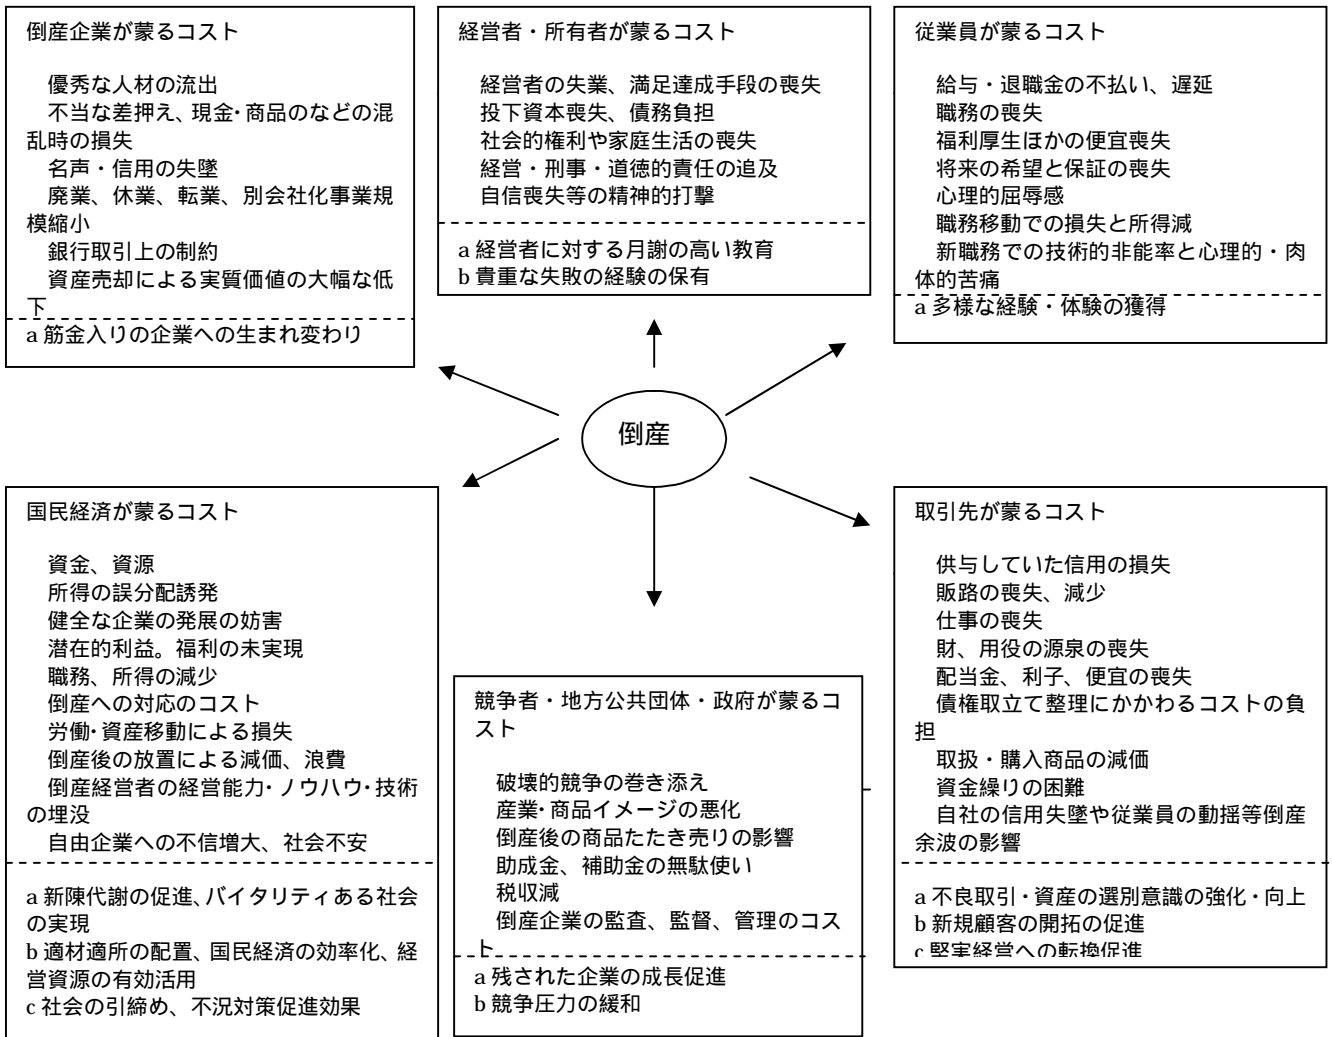 倒産企業が蒙るコスト
優秀な人材の流出
不当な差押え、現金・商品のなどの混
乱時の損失
名声・信用の失墜
廃業、休業、転業、別会社化事業規
模縮小
銀行取引上の制約
資産売却による実質価値の大幅な低
下
a 筋金入りの企業への生まれ変わり
経営者・所有者が蒙るコスト
経営者の失業、満足達成手段の喪失
投下資本喪失、債務負担
社会的権利や家庭生活の喪失
経営・刑事・道徳的責任の追及
自信喪失等の精神的打撃
a 経営者に対する月謝の高い教育
b 貴重な失敗の経験の保有
従業員が蒙るコスト
給与・退職金の不払い、遅延
職務の喪失
福利厚生ほかの便宜喪失
将来の希望と保証の喪失
心理的屈辱感
職務移動での損失と所得減
新職務での技術的非能率と心理的・肉
体的苦痛
a 多様な経験・体験の獲得
倒産
国民経済が蒙るコスト
資金、資源
所得の誤分配誘発
健全な企業の発展の妨害
潜在的利益。福利の未実現
職務、所得の減少
倒産への対応のコスト
労働・資産移動による損失
倒産後の放置による減価、浪費
倒産経営者の経営能力・ノウハウ・技術
の埋没
自由企業への不信増大、社会不安
a 新陳代謝の促進、バイタリティある社会
の実現
b 適材適所の配置、国民経済の効率化、経
営資源の有効活用
c 社会の引締め、不況対策促進効果
競争者・地方公共団体・政府が蒙るコ
スト
破壊的競争の巻き添え
産業・商品イメージの悪化
倒産後の商品たたき売りの影響
助成金、補助金の無駄使い
税収減
倒産企業の監査、監督、管理のコス
ト
a 残された企業の成長促進
b 競争圧力の緩和
取引先が蒙るコスト
供与していた信用の損失
販路の喪失、減少
仕事の喪失
財、用役の源泉の喪失
配当金、利子、便宜の喪失
債権取立て整理にかかわるコストの負
担
取扱・購入商品の減価
資金繰りの困難
自社の信用失墜や従業員の動揺等倒産
余波の影響
a 不良取引・資産の選別意識の強化・向上
b 新規顧客の開拓の促進
c 堅実経営への転換促進